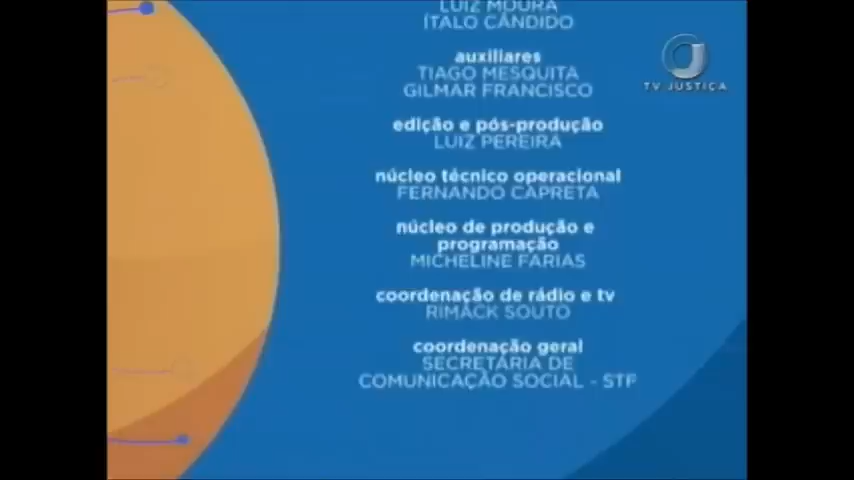 LUIZ MOURA
ÍTALO CÂNDIDO
auxiliares
TIAGO MESQUITA
GILMAR FRANCISCO
edição e pós-produção
LUIZ PEREIRA
núcleo técnico operacional
FERNANDO CAPRETA
núcleo de produção e
programação
MICHELINE FARIAS
coordenação de rádio e tv
RIMACK SOUTO
coordenação geral
SECRETARIA DE
COMUNICAÇÃO SOCIAL - STF
TV JUSTIÇA